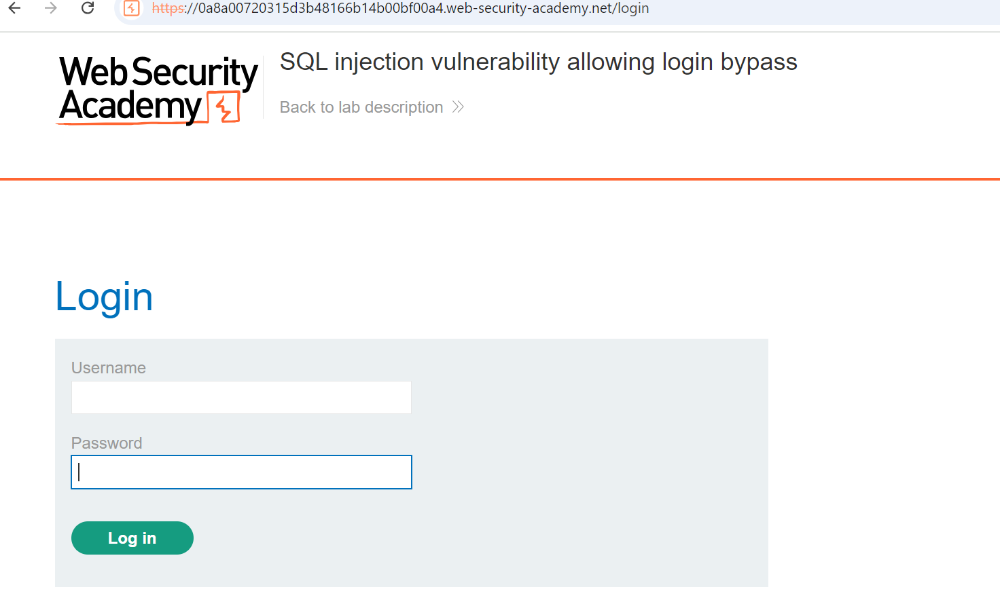 https://0a8a00720315d3b48166b14b00bf00a4.web-security-academy.net/login
Web Security
Academy
SQL injection vulnerability allowing login bypass
Back to lab description
Login
Username
Password
Log in